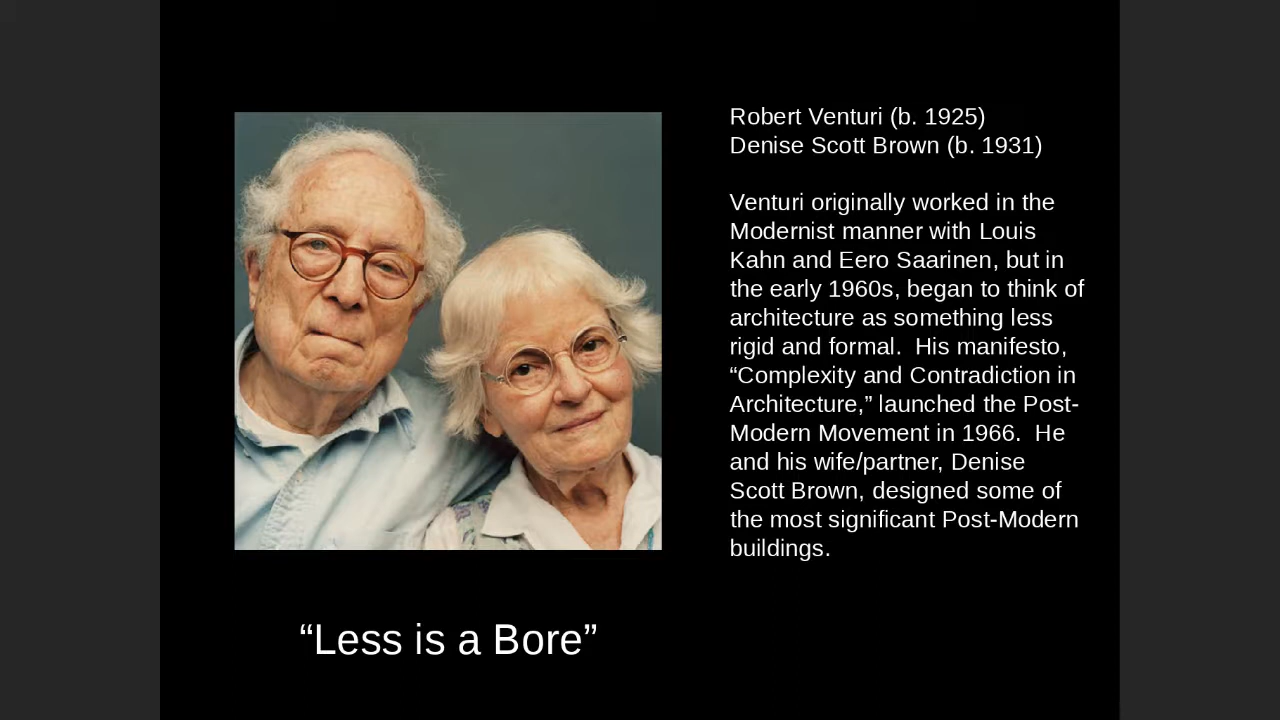 Robert Venturi (b. 1925)
Denise Scott Brown (b. 1931)
Venturi originally worked in the
Modernist manner with Louis
Kahn and Eero Saarinen, but in
the early 1960s, began to think of
architecture as something less
rigid and formal.  His manifesto,
“Complexity and Contradiction in
Architecture,” launched the Post-
Modern Movement in 1966.  He
and his wife/partner, Denise
Scott Brown, designed some of
the most significant Post-Modern
buildings.
“Less is a Bore”